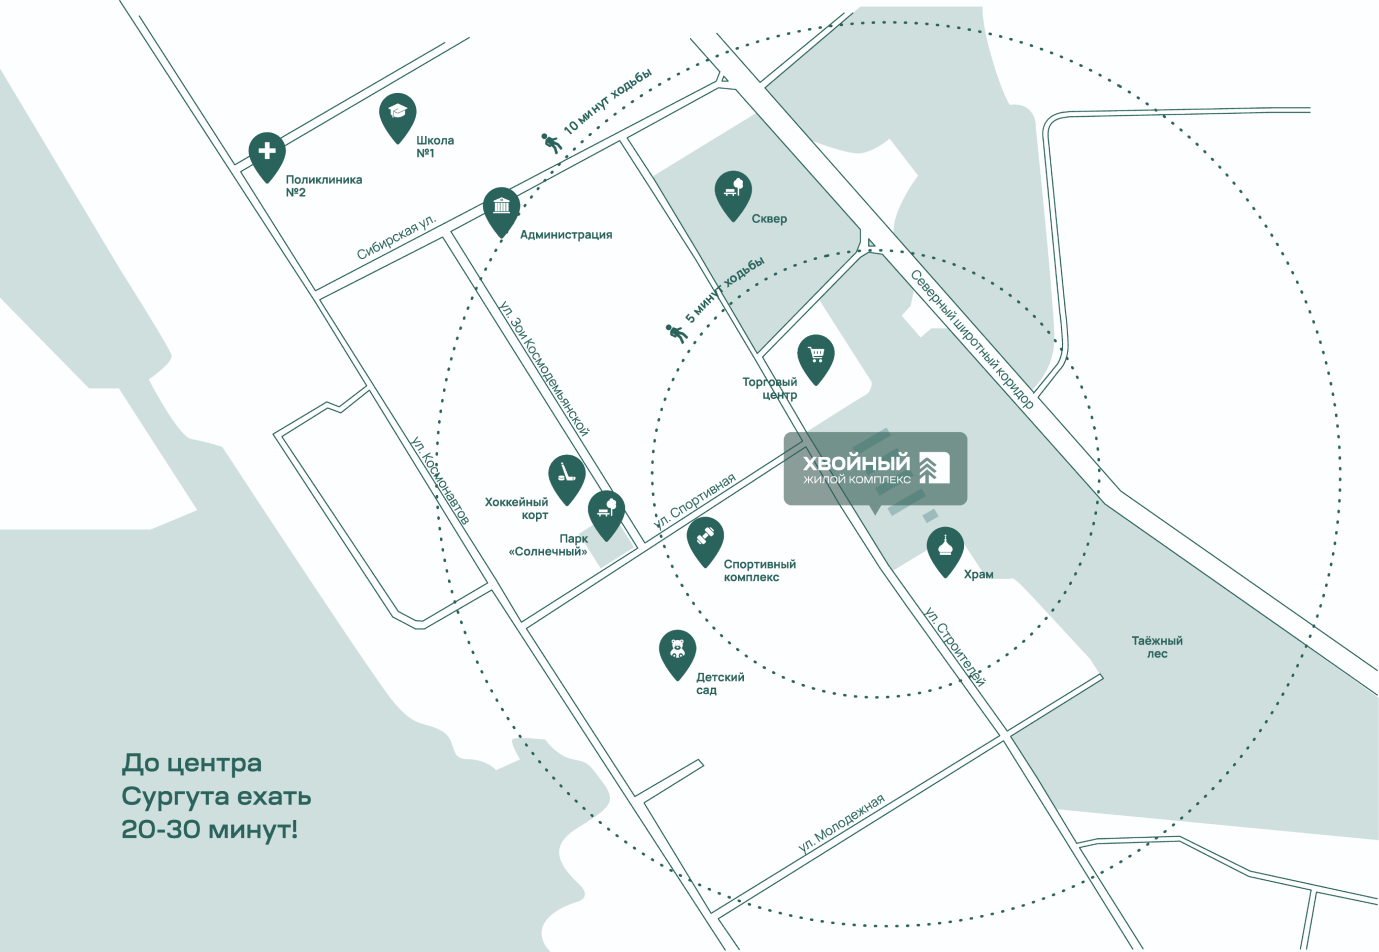 10 минут ходьбы
Школа
№1
Поликлиника
№2
Сквер
Сибирская ул.
Администрация
5 минут ходьбы
Северный широтный коридор
ул. Зои Космодемьянской
Торговый
центр
ул. Космонавтов
ХВОЙНЫЙ
ЖИЛОЙ КОМПЛЕКС
Хоккейный
корт
ул. Спортивная
Парк
«Солнечный»
Спортивный
комплекс
Храм
ул. Строителей
Таёжный
лес
Детский
сад
До центра
Сургута ехать
20-30 минут!
ул. Молодежная